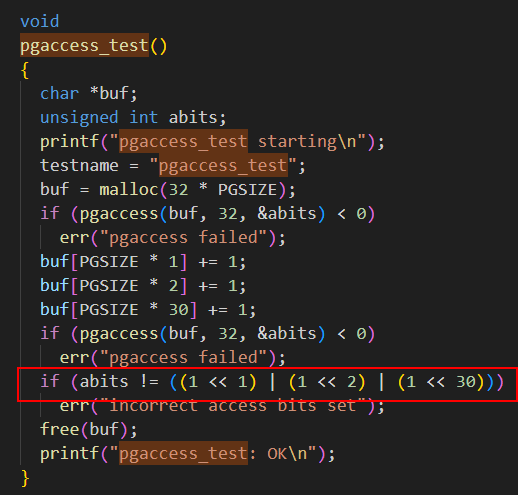 void
pgaccess_test()
{
  char *buf;
  unsigned int abits;
  printf("pgaccess_test starting\n");
  testname = "pgaccess_test";
  buf = malloc(32 * PGSIZE);
  if (pgaccess(buf, 32, &abits) < 0)
    err("pgaccess failed");
  buf[PGSIZE * 1] += 1;
  buf[PGSIZE * 2] += 1;
  buf[PGSIZE * 30] += 1;
  if (pgaccess(buf, 32, &abits) < 0)
    err("pgaccess failed");
  if (abits != ((1 << 1) | (1 << 2) | (1 << 30)))
    err("incorrect access bits set");
  free(buf);
  printf("pgaccess_test: OK\n");
}